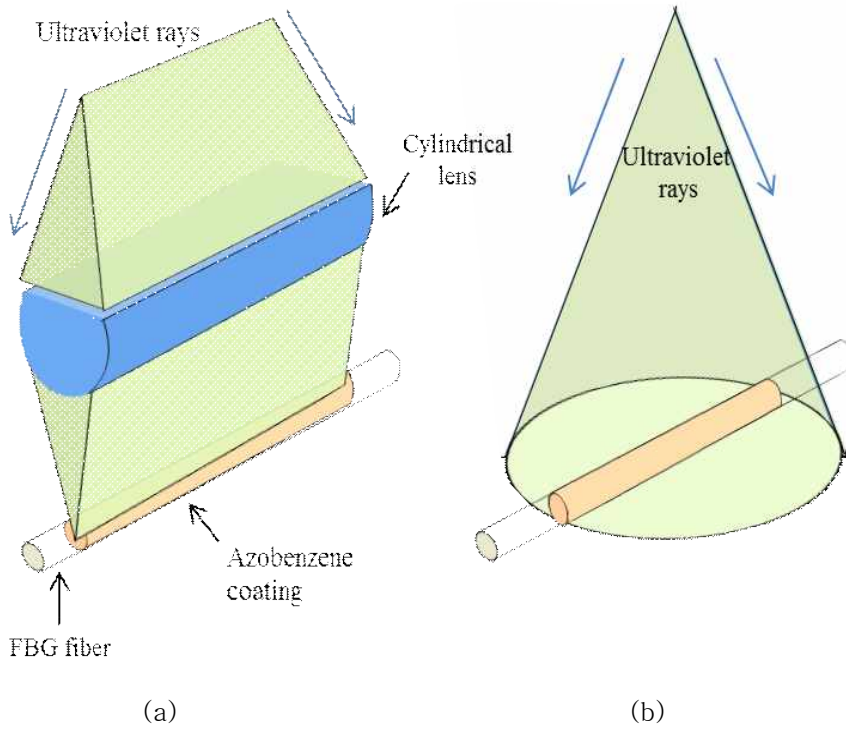 Ultraviolet rays
Cylindrical
lens
Azobenzene
coating
FBG fiber
(a)
Ultraviolet
rays
(b)